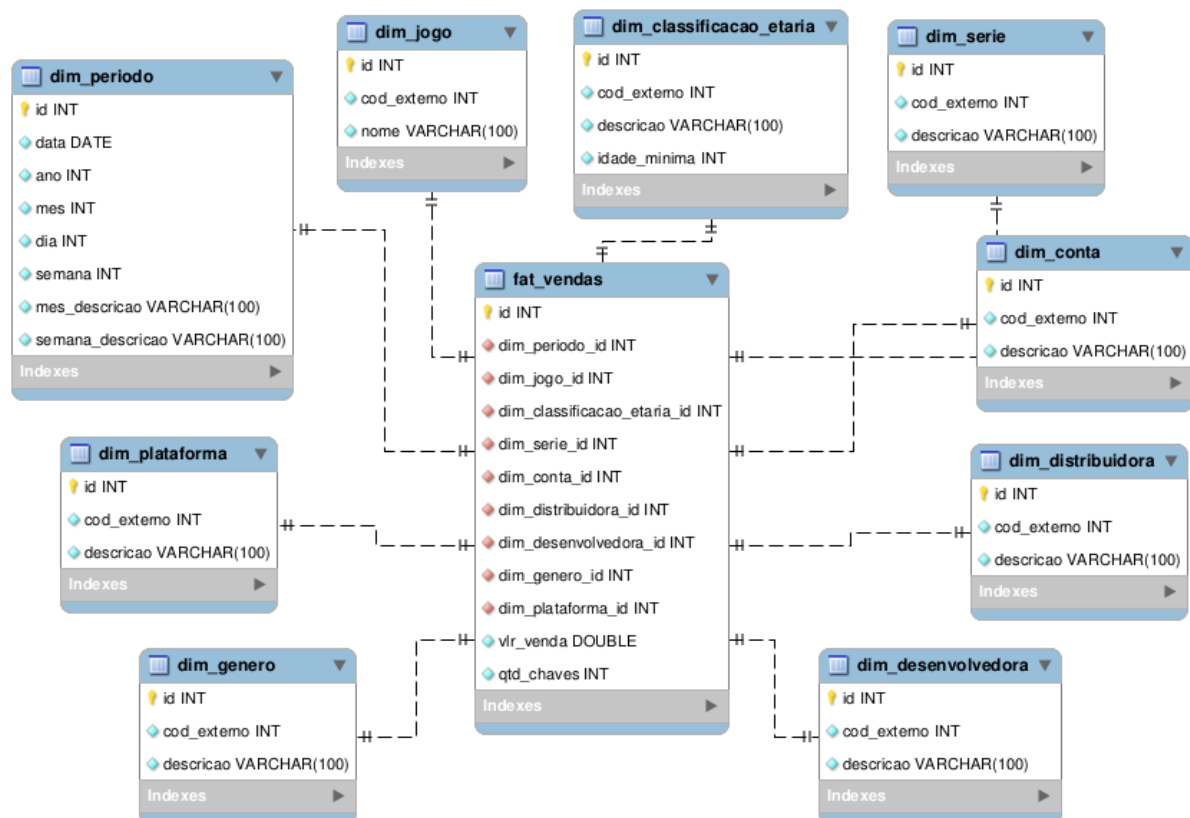 dim_jogo
id INT
cod_externo INT
nome VARCHAR(100)
Indexes
dim_classificacao_etaria
id INT
cod_externo INT
descricao VARCHAR(100)
idade_minima INT
Indexes
dim_serie
id INT
cod_externo INT
descricao VARCHAR(100)
Indexes
dim_periodo
id INT
data DATE
ano INT
mes INT
dia INT
semana INT
mes_descricao VARCHAR(100)
semana_descricao VARCHAR(100)
Indexes
fat_vendas
id INT
dim_periodo_id INT
dim_jogo_id INT
dim_classificacao_etaria_id INT
dim_serie_id INT
dim_conta_id INT
dim_distribuidora_id INT
dim_desenvolvedora_id INT
dim_genero_id INT
dim_plataforma_id INT
vlr_venda DOUBLE
qtd_chaves INT
Indexes
dim_conta
id INT
cod_externo INT
descricao VARCHAR(100)
Indexes
dim_plataforma
id INT
cod_externo INT
descricao VARCHAR(100)
Indexes
dim_distribuidora
id INT
cod_externo INT
descricao VARCHAR(100)
Indexes
dim_genero
id INT
cod_externo INT
descricao VARCHAR(100)
Indexes
dim_desenvolvedora
id INT
cod_externo INT
descricao VARCHAR(100)
Indexes